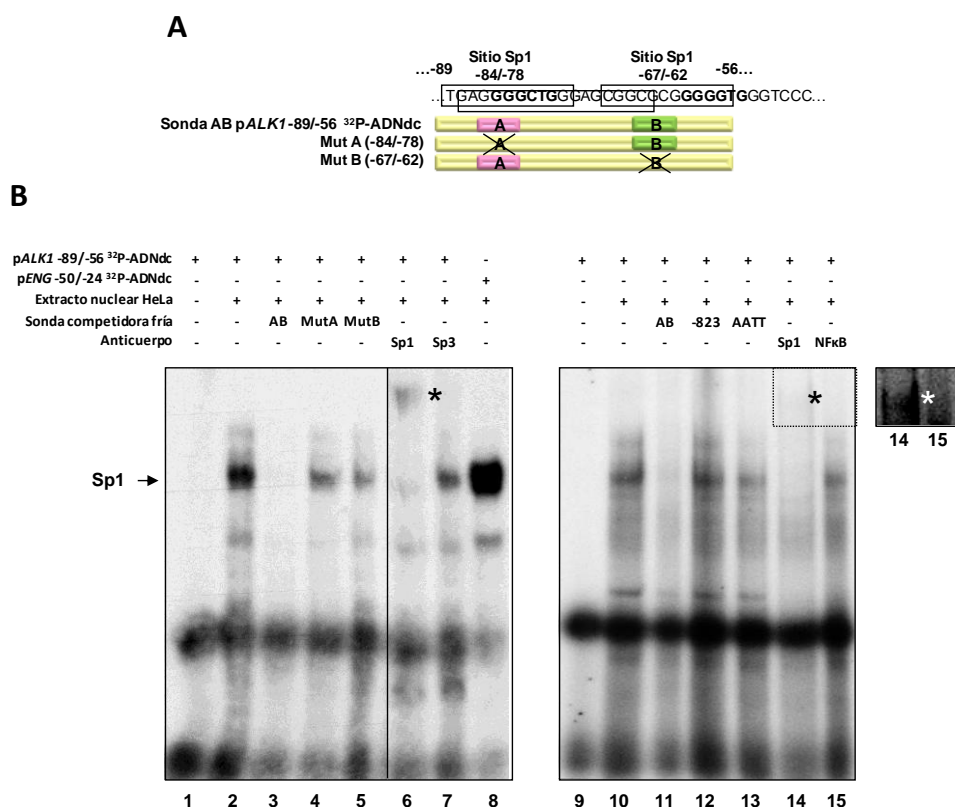 A
Sitio Sp1 Sitio Sp1
...-89 -84/-78 -67/-62 -56...
...TGAGGGGCTGGGAGCGGCGCGGGGGTGGGTCCC...
Sonda AB pALK1 -89/-56 ³²P-ADNdc A B
Mut A (-84/-78) A B
Mut B (-67/-62) A B
B
pALK1 -89/-56 ³²P-ADNdc + + + + + + + - + + + + + + +
pENG -50/-24 ³²P-ADNdc - - - - - - - + - - - - - - -
Extracto nuclear HeLa - + + + + + + + - + + + + + +
Sonda competidora fría - - AB MutA MutB - - - - - AB -823 AATT - -
Anticuerpo - - - - - Sp1 Sp3 - - - - - - Sp1 NFκB
* * *
14 15
Sp1
1 2 3 4 5 6 7 8 9 10 11 12 13 14 15